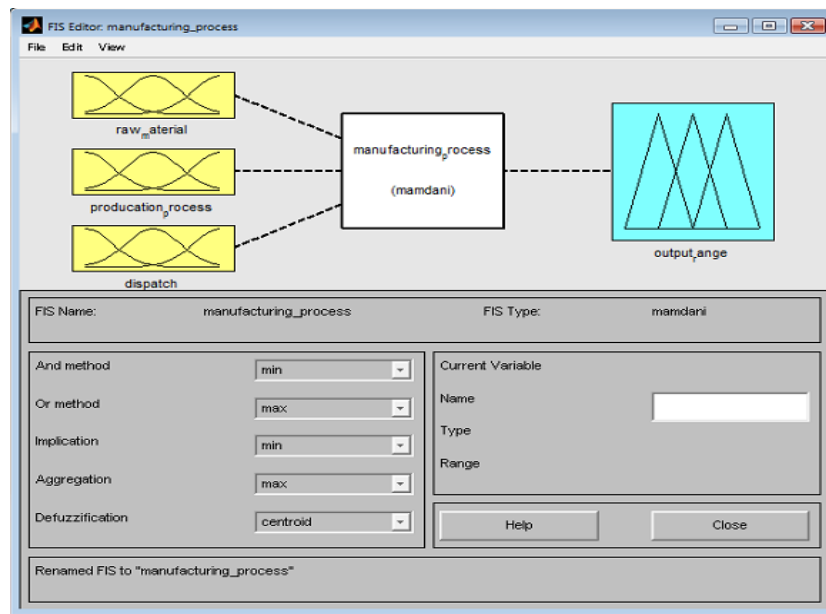 FIS Editor: manufacturing_process
File Edit View
raw_material
producation_process
dispatch
manufacturing_process
(mamdani)
output_range
FIS Name: manufacturing_process FIS Type: mamdani
And method min
Or method max
Implication min
Aggregation max
Defuzzification centroid
Current Variable
Name
Type
Range
Help Close
Renamed FIS to "manufacturing_process"